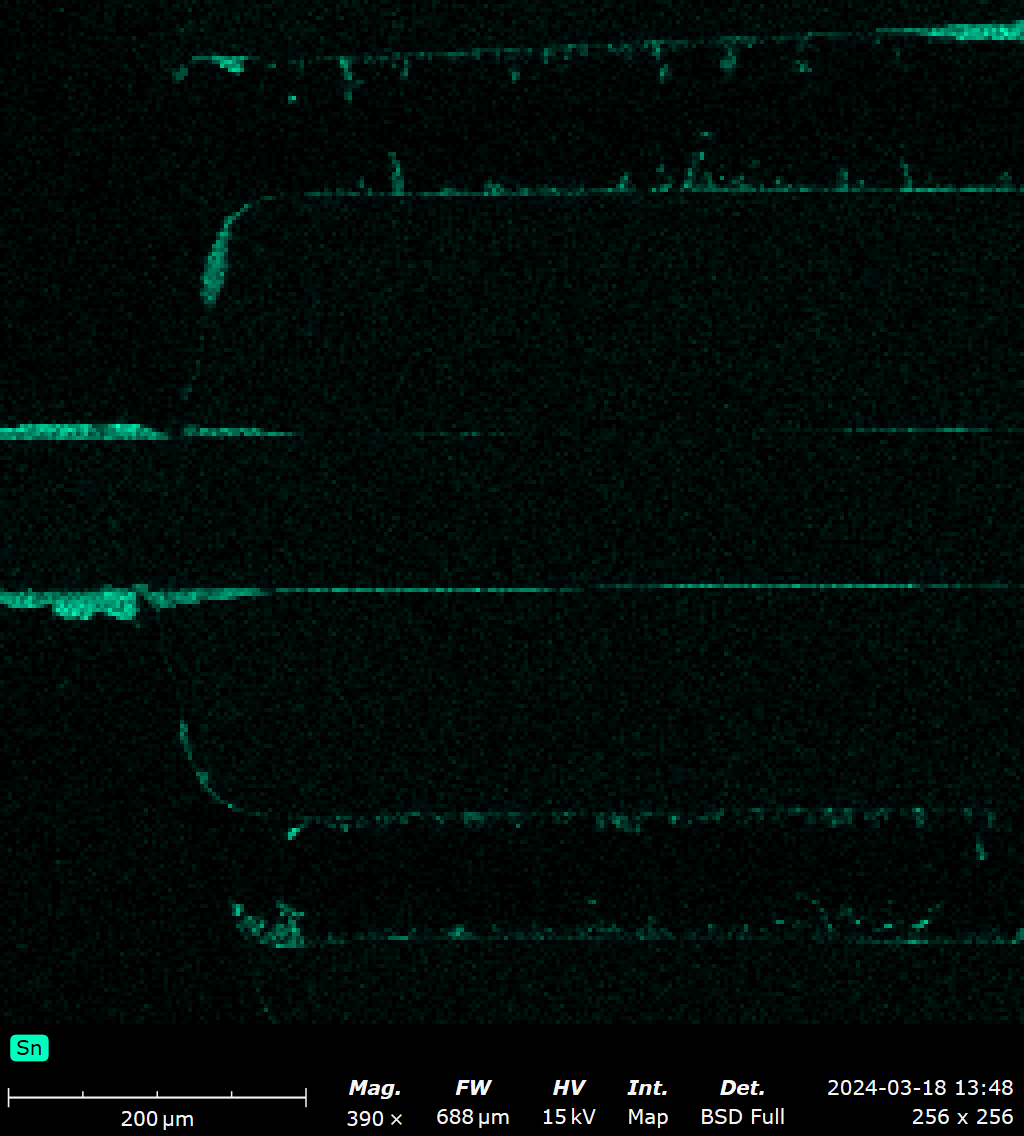 Sn
Mag. FW HV Int. Det. 2024-03-18 13:48
200 µm 390 × 688 µm 15 kV Map BSD Full 256 x 256